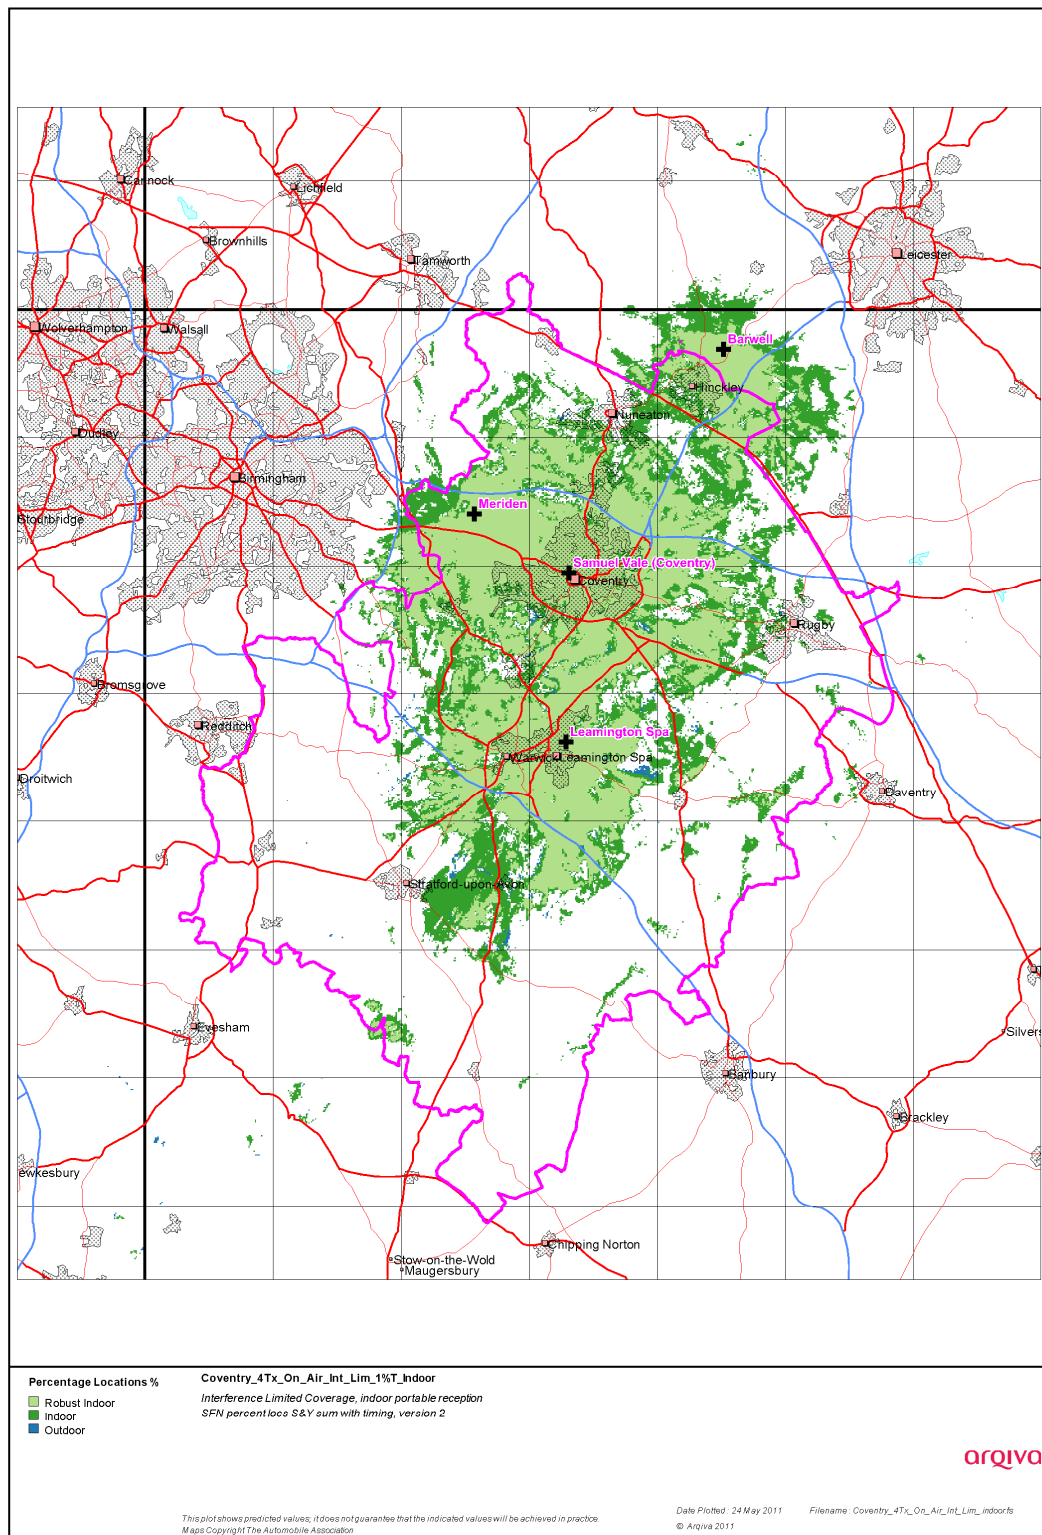 Cannock
Lichfield
Brownhills
Tamworth
Leicester
Wolverhampton
Walsall
Barwell
Hinckley
Nuneaton
Dudley
Birmingham
Meriden
Stourbridge
Samuel Vale (Coventry)
Coventry
Rugby
Bromsgrove
Redditch
Leamington Spa
Warwick
Leamington Spa
Droitwich
Daventry
Stratford-upon-Avon
Evesham
Silvers
Banbury
Brackley
ewkesbury
Chipping Norton
Stow-on-the-Wold
Maugersbury
Percentage Locations %
Robust Indoor
Indoor
Outdoor
Coventry_4Tx_On_Air_Int_Lim_1%T_Indoor
Interference Limited Coverage, indoor portable reception
SFN percent locs S&Y sum with timing, version 2
arqiva
Date Plotted : 24 May 2011
Filename : Coventry_4Tx_On_Air_Int_Lim_indoor.fs
This plot shows predicted values; it does not guarantee that the indicated values will be achieved in practice.
Maps Copyright The Automobile Association
© Arqiva 2011